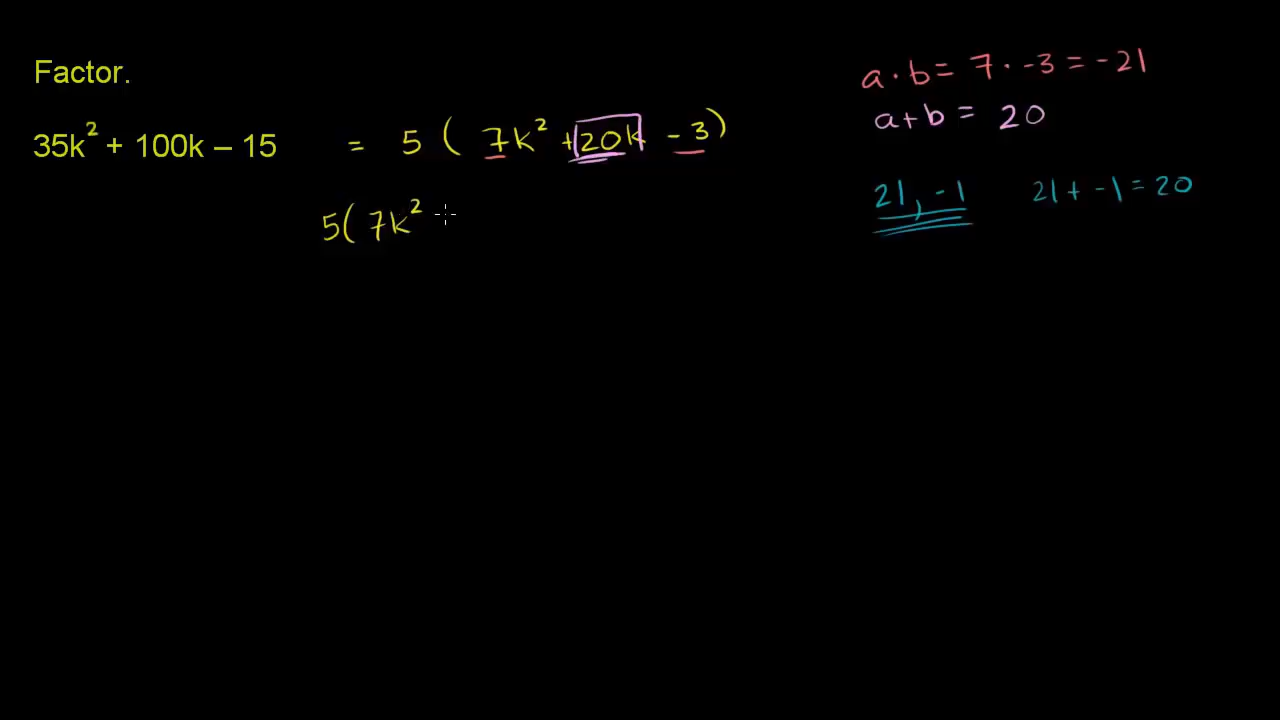 Factor.
35k² + 100k – 15 = 5 ( 7k² + 20k - 3 )
5( 7k²
a · b = 7 · -3 = -21
a + b = 20
21, -1 21 + -1 = 20